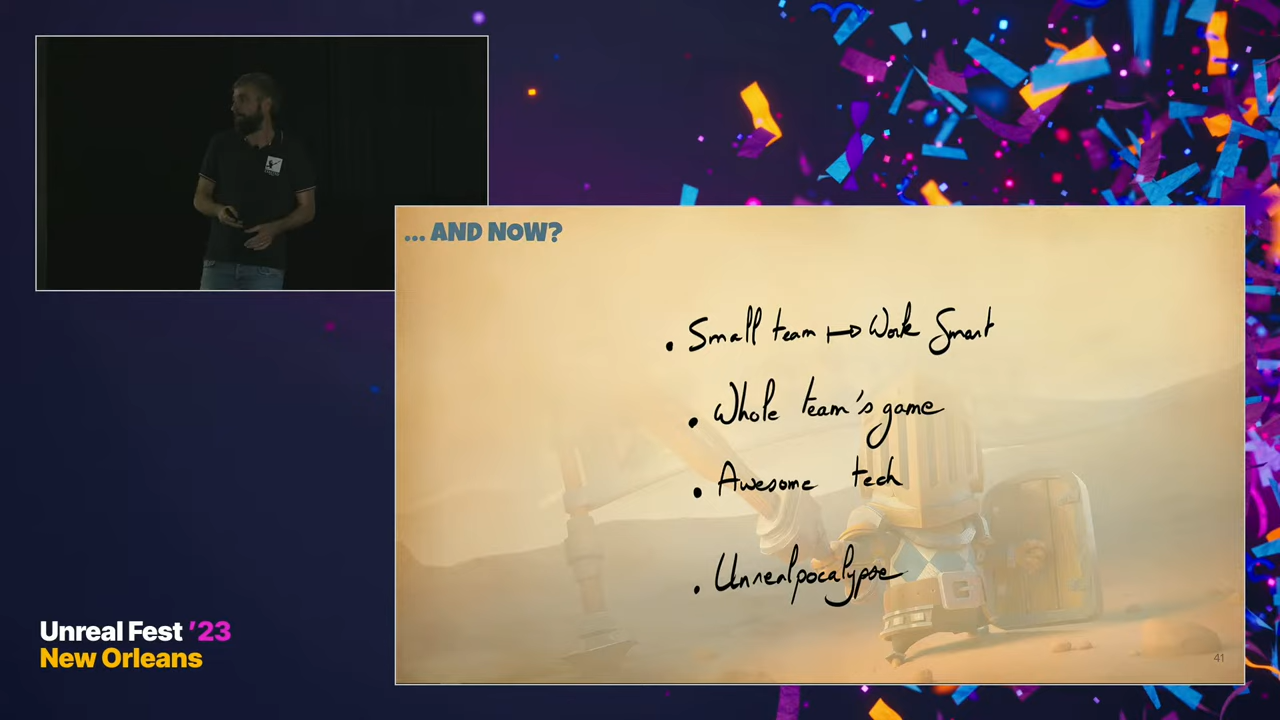 ... AND NOW?
• Small team ↦ Work Smart
• Whole team's game
• Awesome tech
• Unrealpocalypse
G
41
Unreal Fest '23
New Orleans